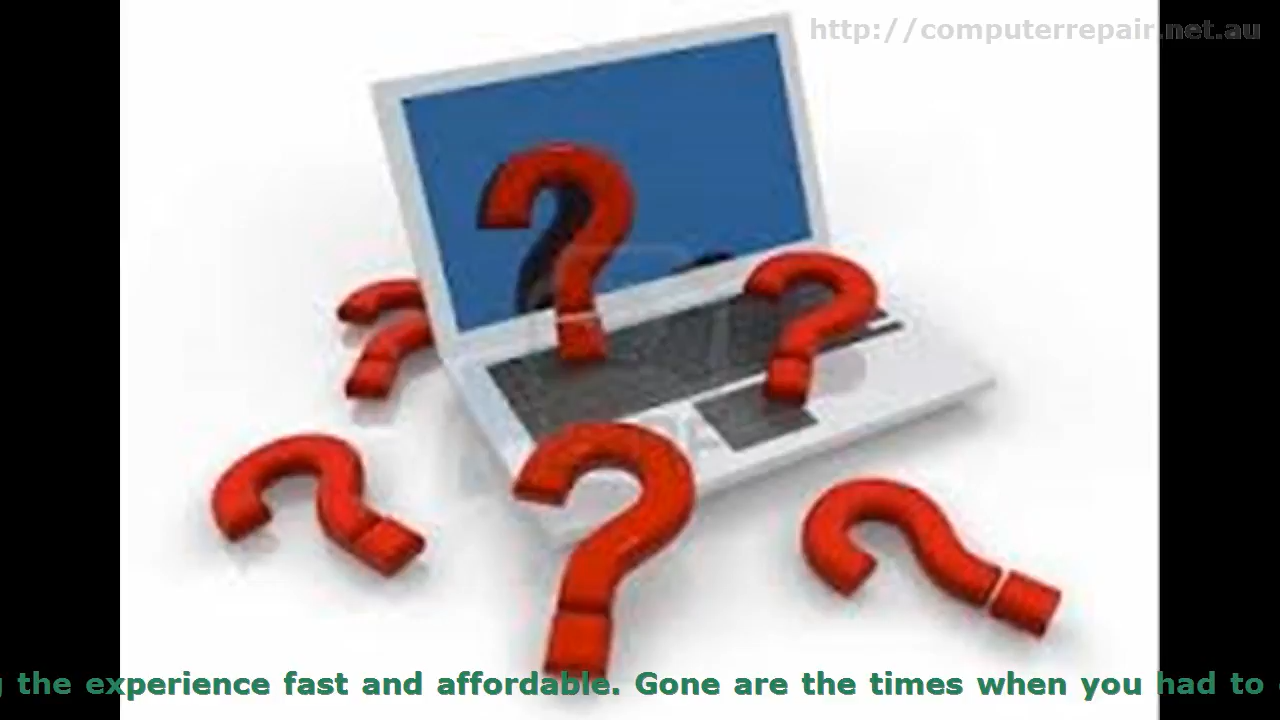 http://computerrepair.net.au
the experience fast and affordable. Gone are the times when you had to